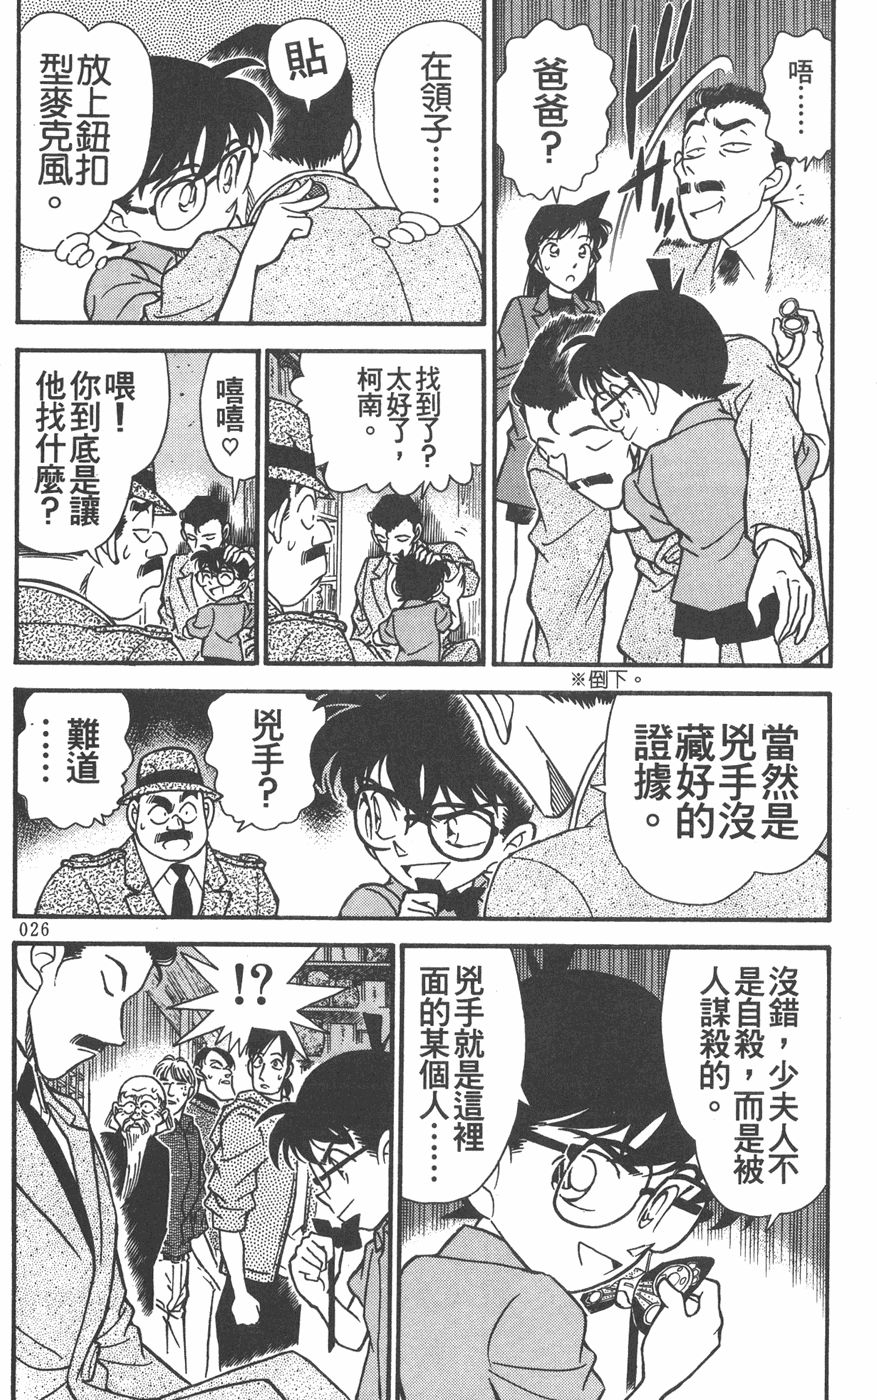 唔……
爸爸？
在領子……
貼
放上鈕扣
型麥克風。
找到了？
太好了，
柯南。
嘻嘻♡
喂！
你到底是讓
他找什麼？
※倒下。
當然是
兇手沒
藏好的
證據。
兇手？
難道
……
026
沒錯，少夫人不
是自殺，而是被
人謀殺的。
兇手就是這裡
面的某個人……
!?